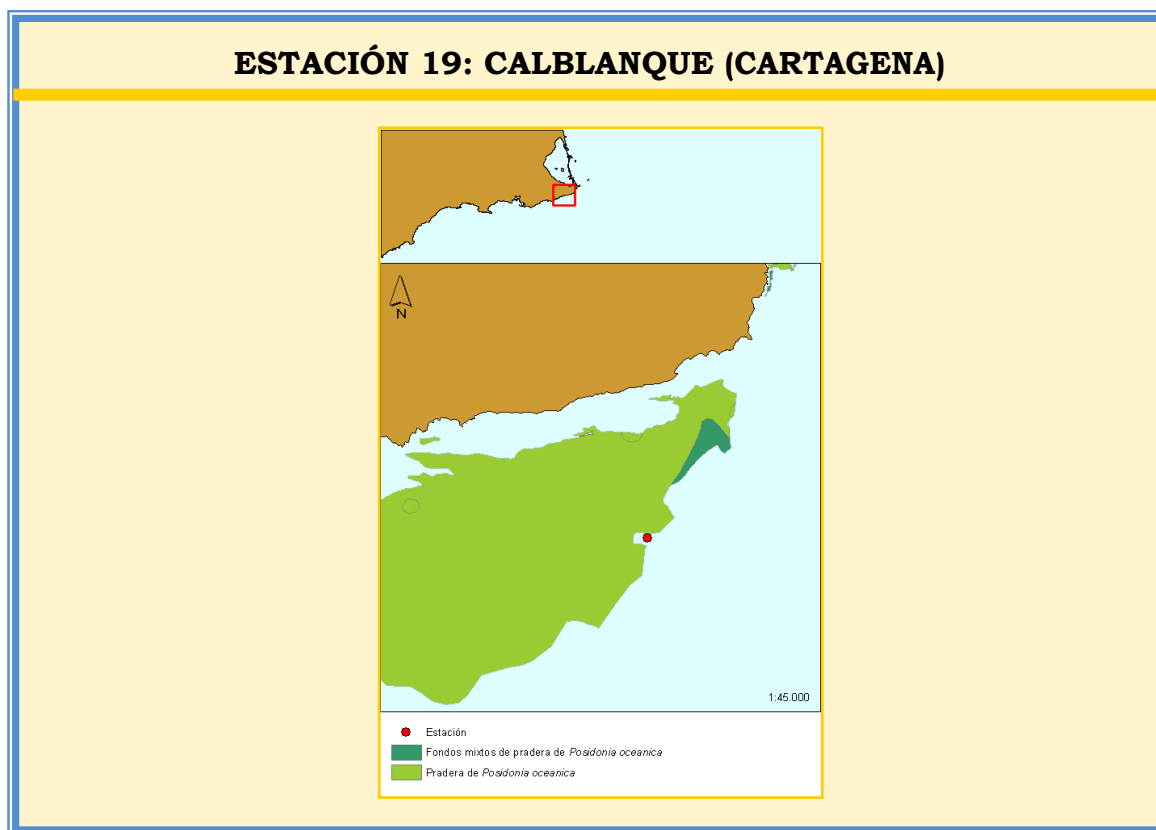 ESTACIÓN 19: CALBLANQUE (CARTAGENA)
N
1:45.000
Estación
Fondos mixtos de pradera de Posidonia oceanica
Pradera de Posidonia oceanica